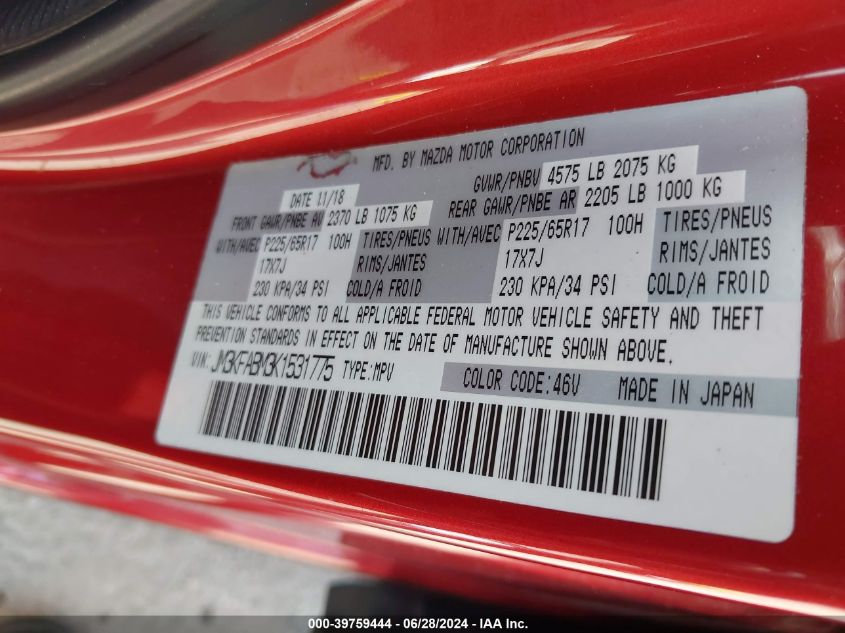 MFD. BY MAZDA MOTOR CORPORATION
DATE 11/18 GVWR/PNBV 4575 LB 2075 KG
FRONT GAWR/PNBE AV 2370 LB 1075 KG REAR GAWR/PNBE AR 2205 LB 1000 KG
WITH/AVEC P225/65R17 100H TIRES/PNEUS WITH/AVEC P225/65R17 100H TIRES/PNEUS
17X7J RIMS/JANTES 17X7J RIMS/JANTES
230 KPA/34 PSI COLD/A FROID 230 KPA/34 PSI COLD/A FROID
THIS VEHICLE CONFORMS TO ALL APPLICABLE FEDERAL MOTOR VEHICLE SAFETY AND THEFT
PREVENTION STANDARDS IN EFFECT ON THE DATE OF MANUFACTURE SHOWN ABOVE.
VIN: JM3KFABM3K1531775 TYPE:MPV COLOR CODE:46V MADE IN JAPAN
000-39759444 - 06/28/2024 - IAA Inc.